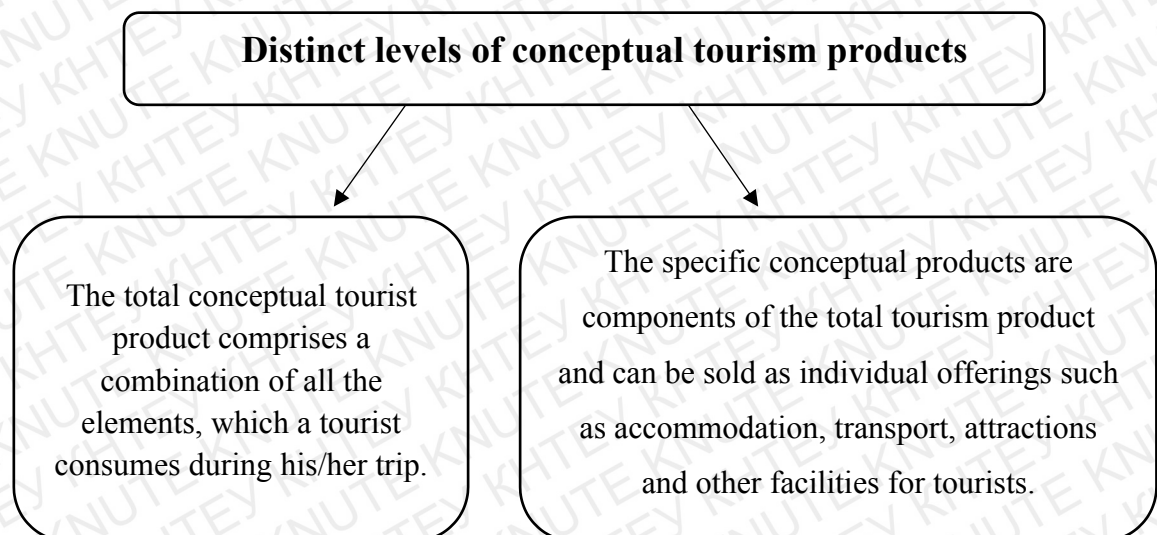 Distinct levels of conceptual tourism products
The total conceptual tourist
product comprises a
combination of all the
elements, which a tourist
consumes during his/her trip.
The specific conceptual products are
components of the total tourism product
and can be sold as individual offerings such
as accommodation, transport, attractions
and other facilities for tourists.